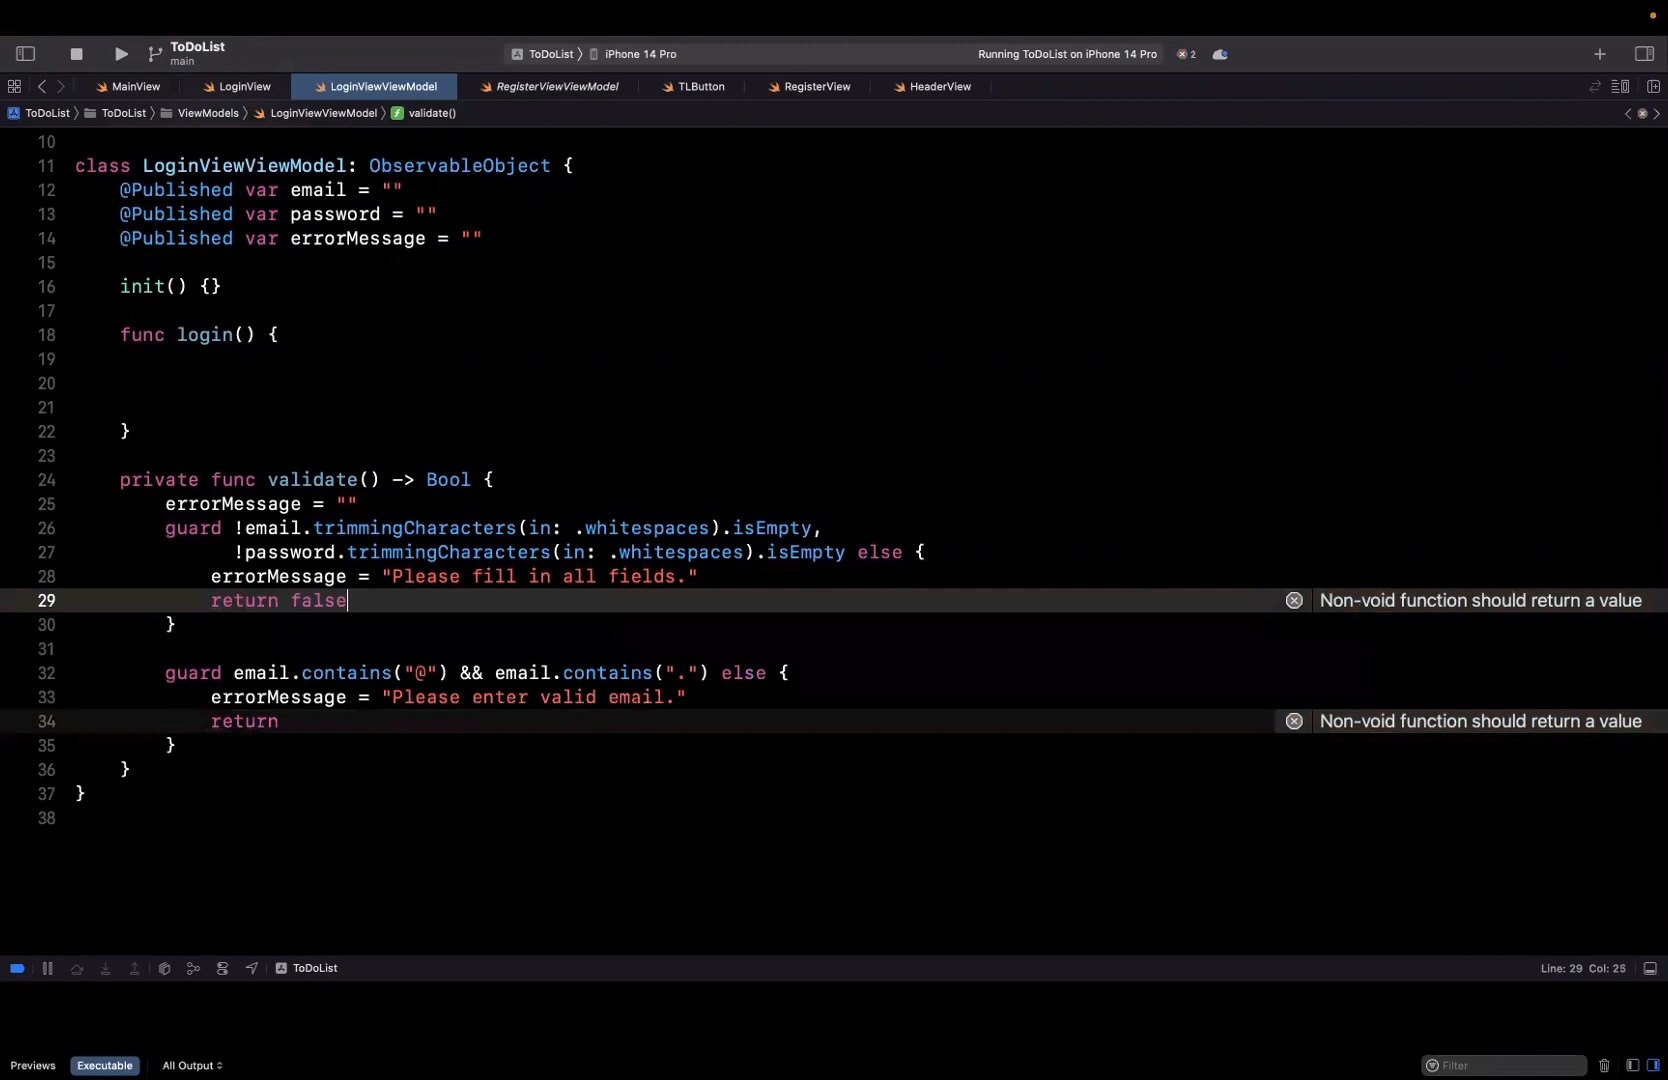 ToDoList
main
ToDoList 〉 iPhone 14 Pro
Running ToDoList on iPhone 14 Pro
2
MainView
LoginView
LoginViewViewModel
RegisterViewViewModel
TLButton
RegisterView
HeaderView
ToDoList 〉 ToDoList 〉 ViewModels 〉 LoginViewViewModel 〉 f validate()
10
11 class LoginViewViewModel: ObservableObject {
12 @Published var email = ""
13 @Published var password = ""
14 @Published var errorMessage = ""
15
16 init() {}
17
18 func login() {
19
20
21
22 }
23
24 private func validate() -> Bool {
25 errorMessage = ""
26 guard !email.trimmingCharacters(in: .whitespaces).isEmpty,
27 !password.trimmingCharacters(in: .whitespaces).isEmpty else {
28 errorMessage = "Please fill in all fields."
29 return false Non-void function should return a value
30 }
31
32 guard email.contains("@") && email.contains(".") else {
33 errorMessage = "Please enter valid email."
34 return Non-void function should return a value
35 }
36 }
37 }
38
ToDoList
Line: 29 Col: 25
Previews
Executable
All Output
Filter